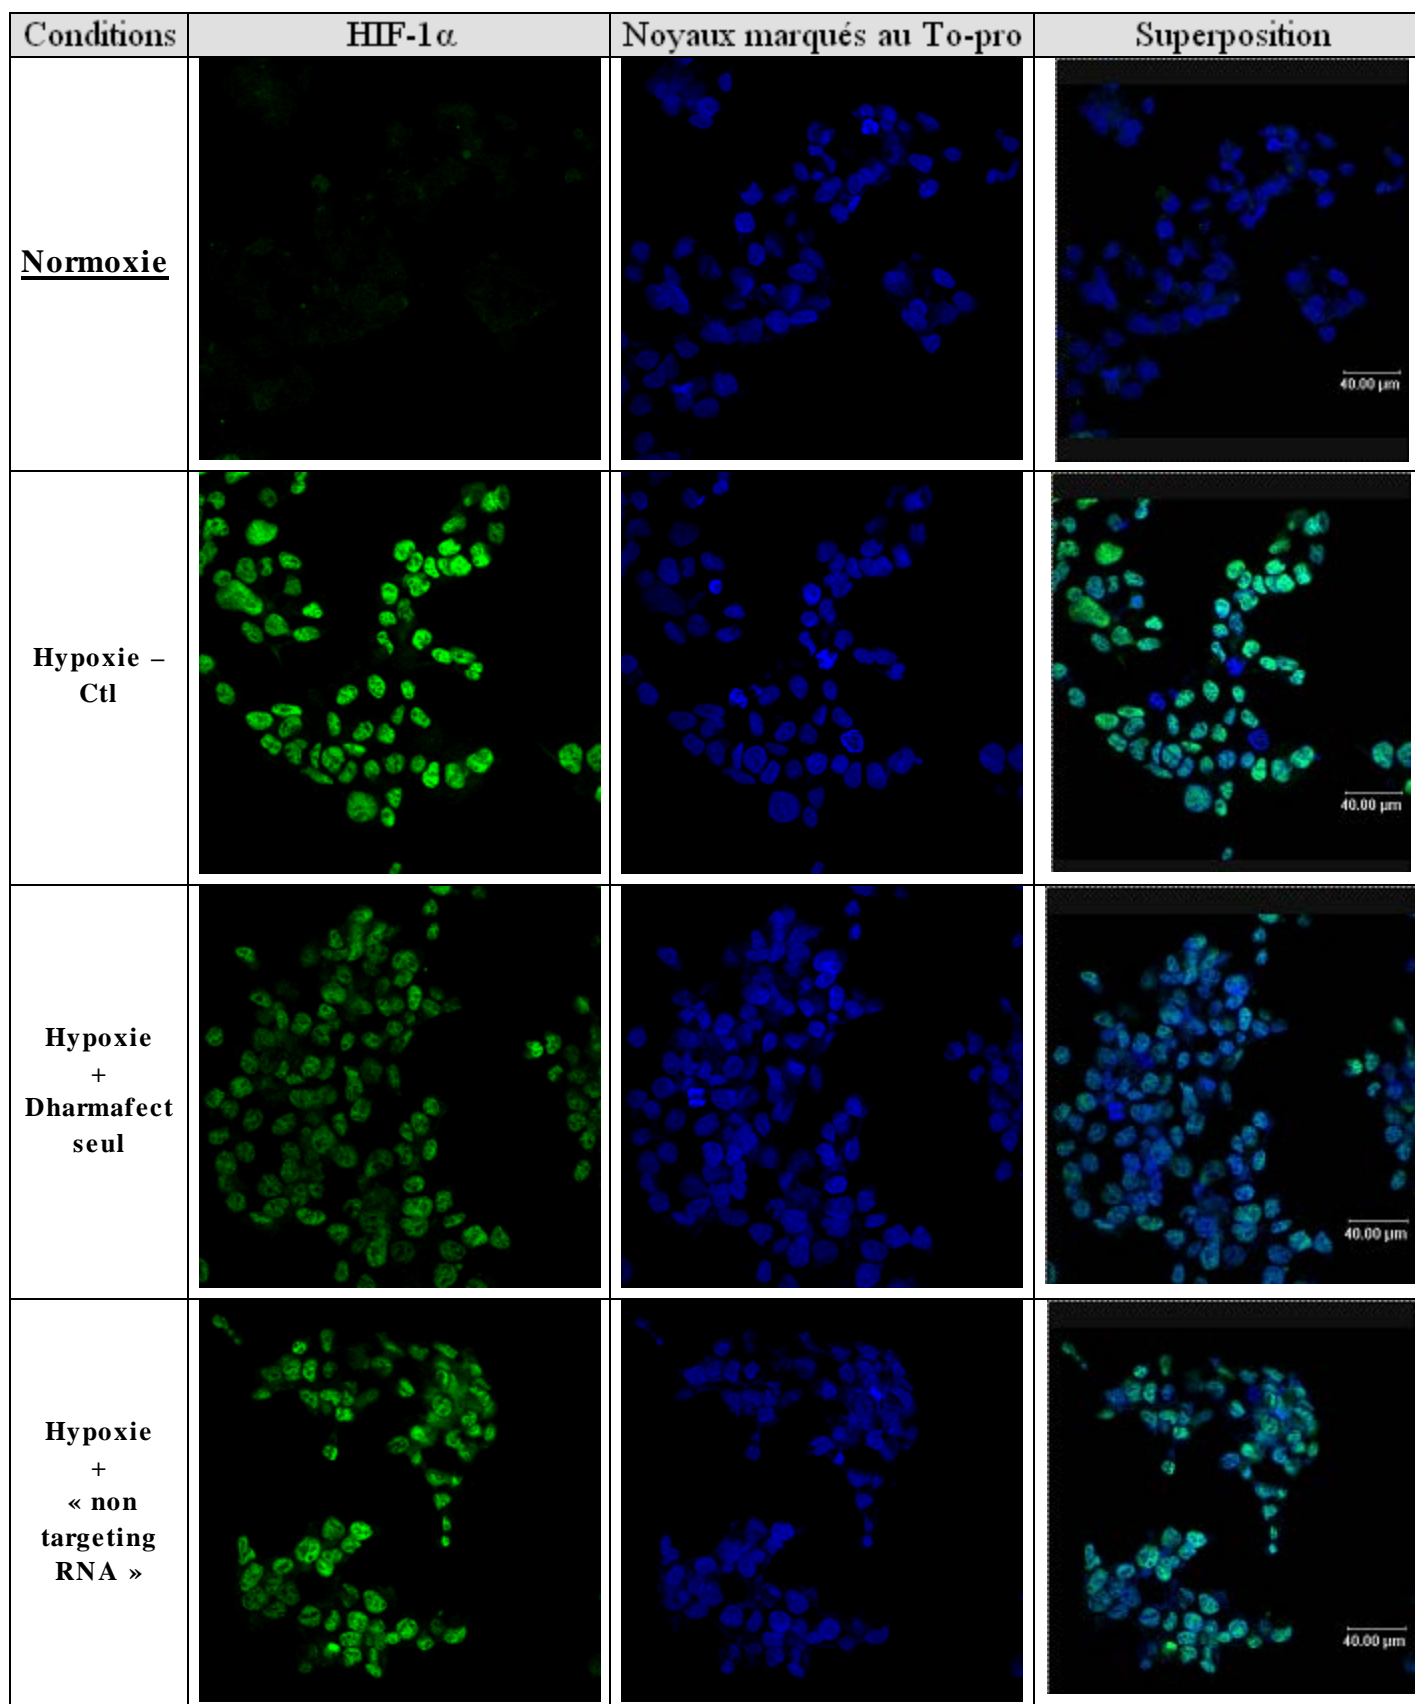 Conditions
HIF-1α
Noyaux marqués au To-pro
Superposition
Normoxie
40.00 µm
Hypoxie –
Ctl
40.00 µm
Hypoxie
+
Dharmafect
seul
40.00 µm
Hypoxie
+
« non
targeting
RNA »
40.00 µm